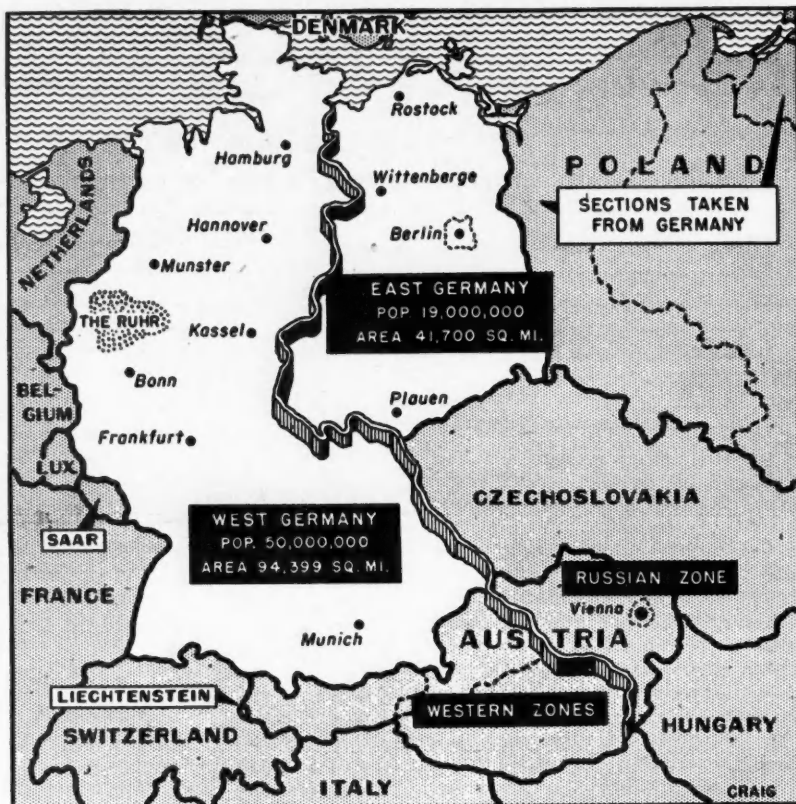 DENMARK
Rostock
Hamburg
POLAND
Wittenberge
SECTIONS TAKEN
FROM GERMANY
NETHERLANDS
Hannover
Berlin
Munster
EAST GERMANY
POP. 19,000,000
AREA 41,700 SQ. MI.
THE RUHR
Kassel
Bonn
BEL-
GIUM
Plauen
Frankfurt
LUX.
CZECHOSLOVAKIA
WEST GERMANY
POP. 50,000,000
AREA 94,399 SQ. MI.
SAAR
RUSSIAN ZONE
FRANCE
Vienna
Munich
AUSTRIA
LIECHTENSTEIN
WESTERN ZONES
SWITZERLAND
HUNGARY
ITALY
CRAIG